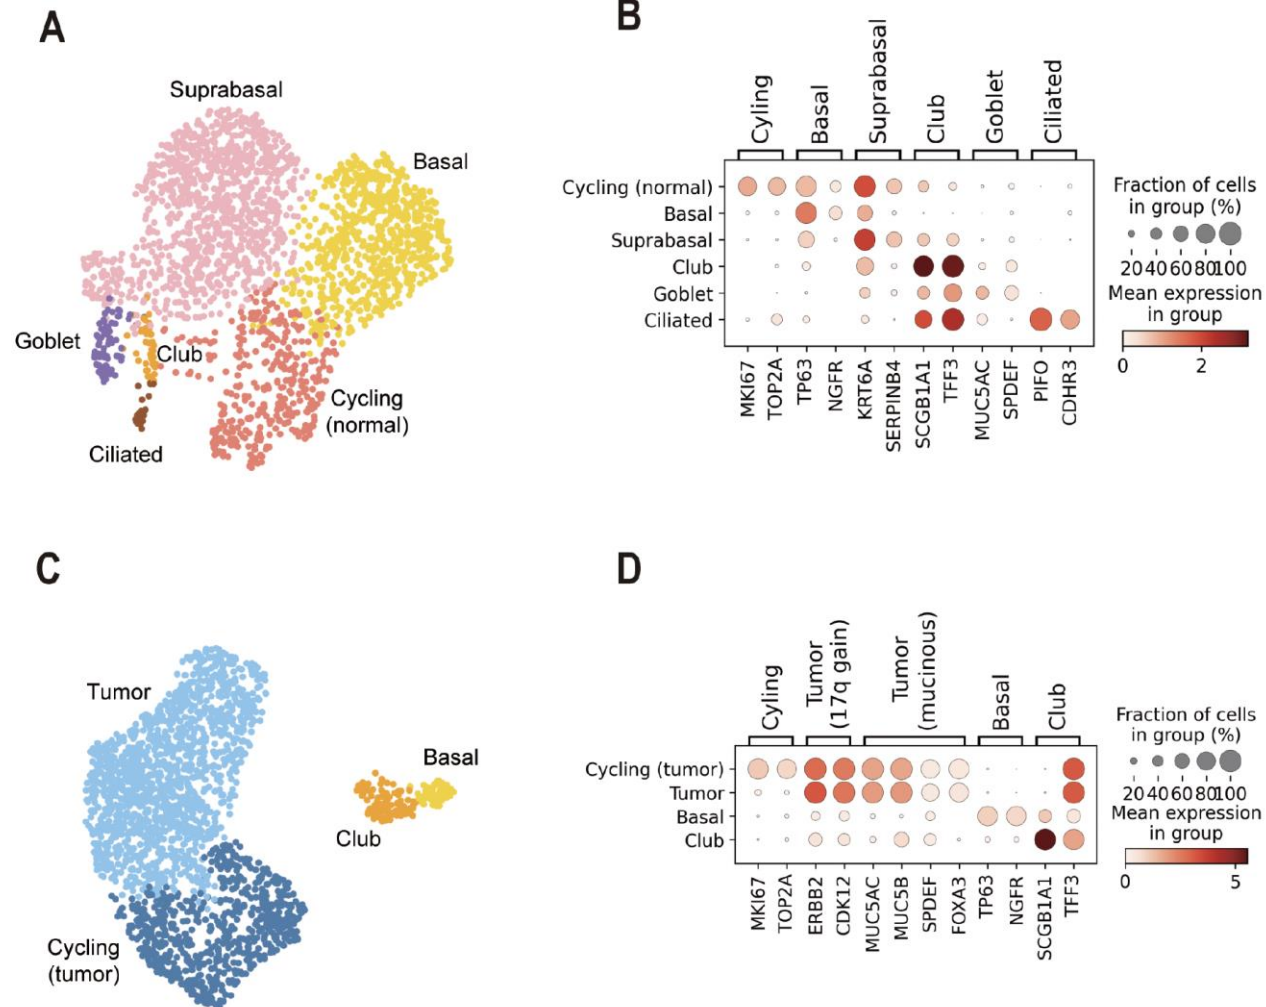 A
Suprabasal
Basal
Goblet
Club
Cycling
(normal)
Ciliated
B
Cyling
Basal
Suprabasal
Club
Goblet
Ciliated
Cycling (normal)
Basal
Suprabasal
Club
Goblet
Ciliated
MKI67
TOP2A
TP63
NGFR
KRT6A
SERPINB4
SCGB1A1
TFF3
MUC5AC
SPDEF
PIFO
CDHR3
Fraction of cells
in group (%)
20 40 60 80 100
Mean expression
in group
0 2
C
Tumor
Basal
Club
Cycling
(tumor)
D
Cyling
Tumor
(17q gain)
Tumor
(mucinous)
Basal
Club
Cycling (tumor)
Tumor
Basal
Club
MKI67
TOP2A
ERBB2
CDK12
MUC5AC
MUC5B
SPDEF
FOXA3
TP63
NGFR
SCGB1A1
TFF3
Fraction of cells
in group (%)
20 40 60 80100
Mean expression
in group
0 5